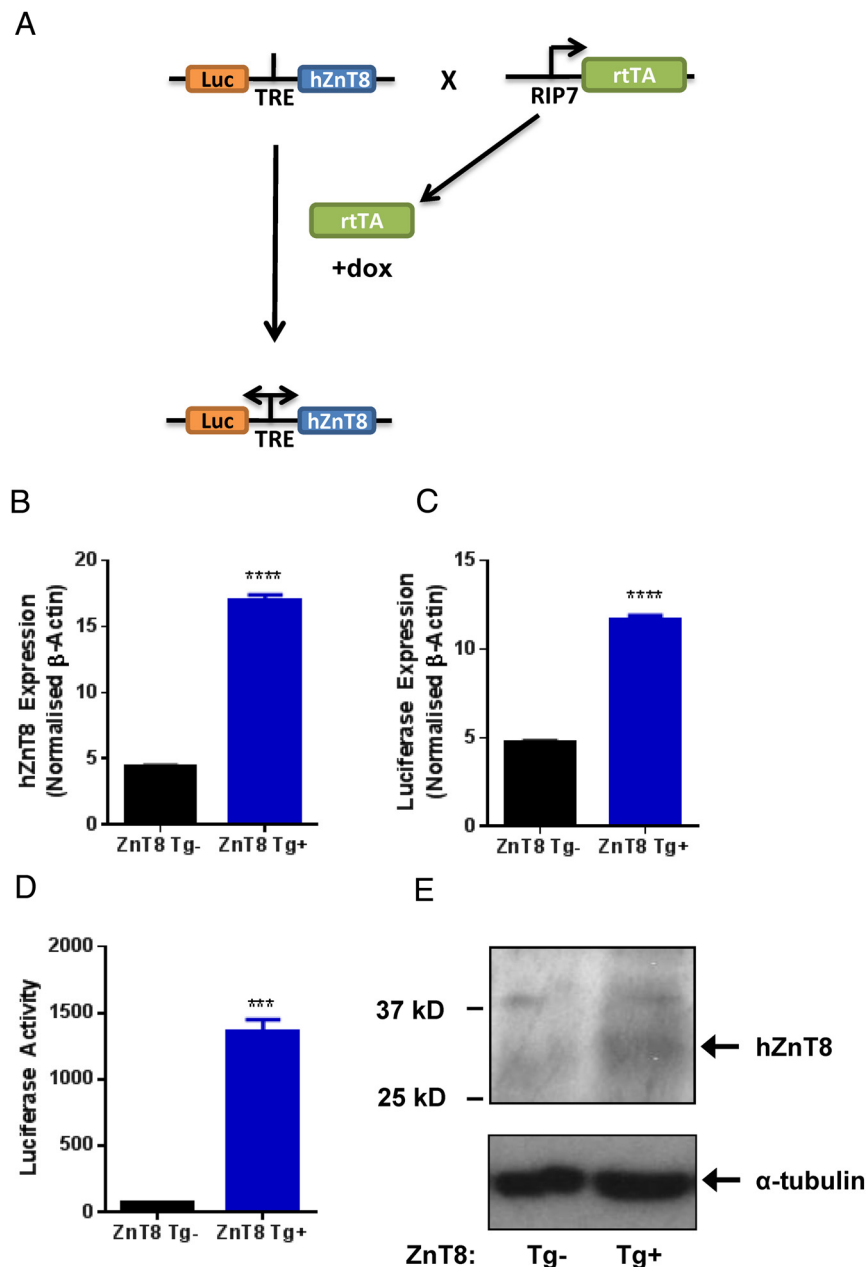 A
Luc
TRE
hZnT8
X
RIP7
rtTA
rtTA
+dox
Luc
TRE
hZnT8
B
hZnT8 Expression
(Normalised β-Actin)
20
15
10
5
0
****
ZnT8 Tg-
ZnT8 Tg+
C
Luciferase Expression
(Normalised β-Actin)
15
10
5
0
****
ZnT8 Tg-
ZnT8 Tg+
D
Luciferase Activity
2000
1500
1000
500
0
***
ZnT8 Tg-
ZnT8 Tg+
E
37 kD
25 kD
hZnT8
α-tubulin
ZnT8: Tg- Tg+